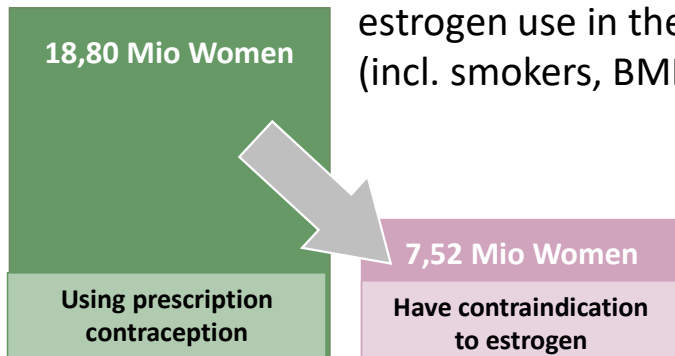 estrogen use in the
(incl. smokers, BMI
18,80 Mio Women
7,52 Mio Women
Using prescription
contraception
Have contraindication
to estrogen